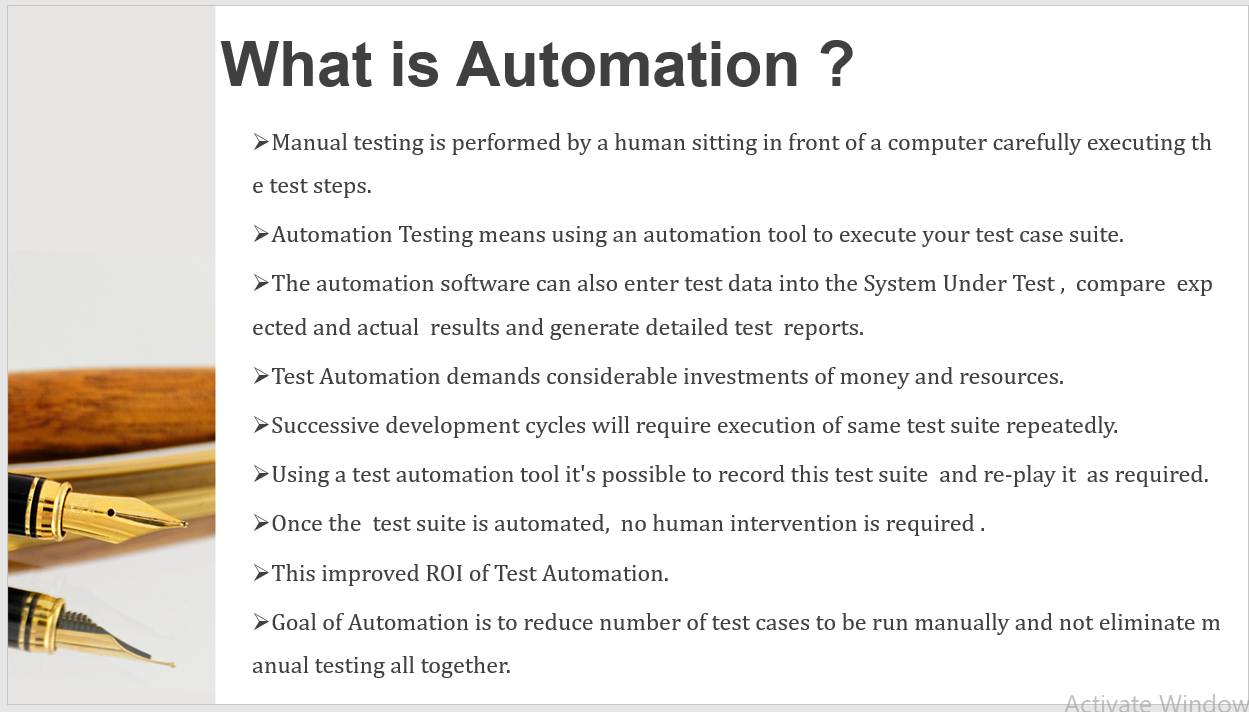 What is Automation ?
➢Manual testing is performed by a human sitting in front of a computer carefully executing th
e test steps.
➢Automation Testing means using an automation tool to execute your test case suite.
➢The automation software can also enter test data into the System Under Test ,  compare  exp
ected and actual  results and generate detailed test  reports.
➢Test Automation demands considerable investments of money and resources.
➢Successive development cycles will require execution of same test suite repeatedly.
➢Using a test automation tool it's possible to record this test suite  and re-play it  as required.
➢Once the  test suite is automated,  no human intervention is required .
➢This improved ROI of Test Automation.
➢Goal of Automation is to reduce number of test cases to be run manually and not eliminate m
anual testing all together.
Activate Window